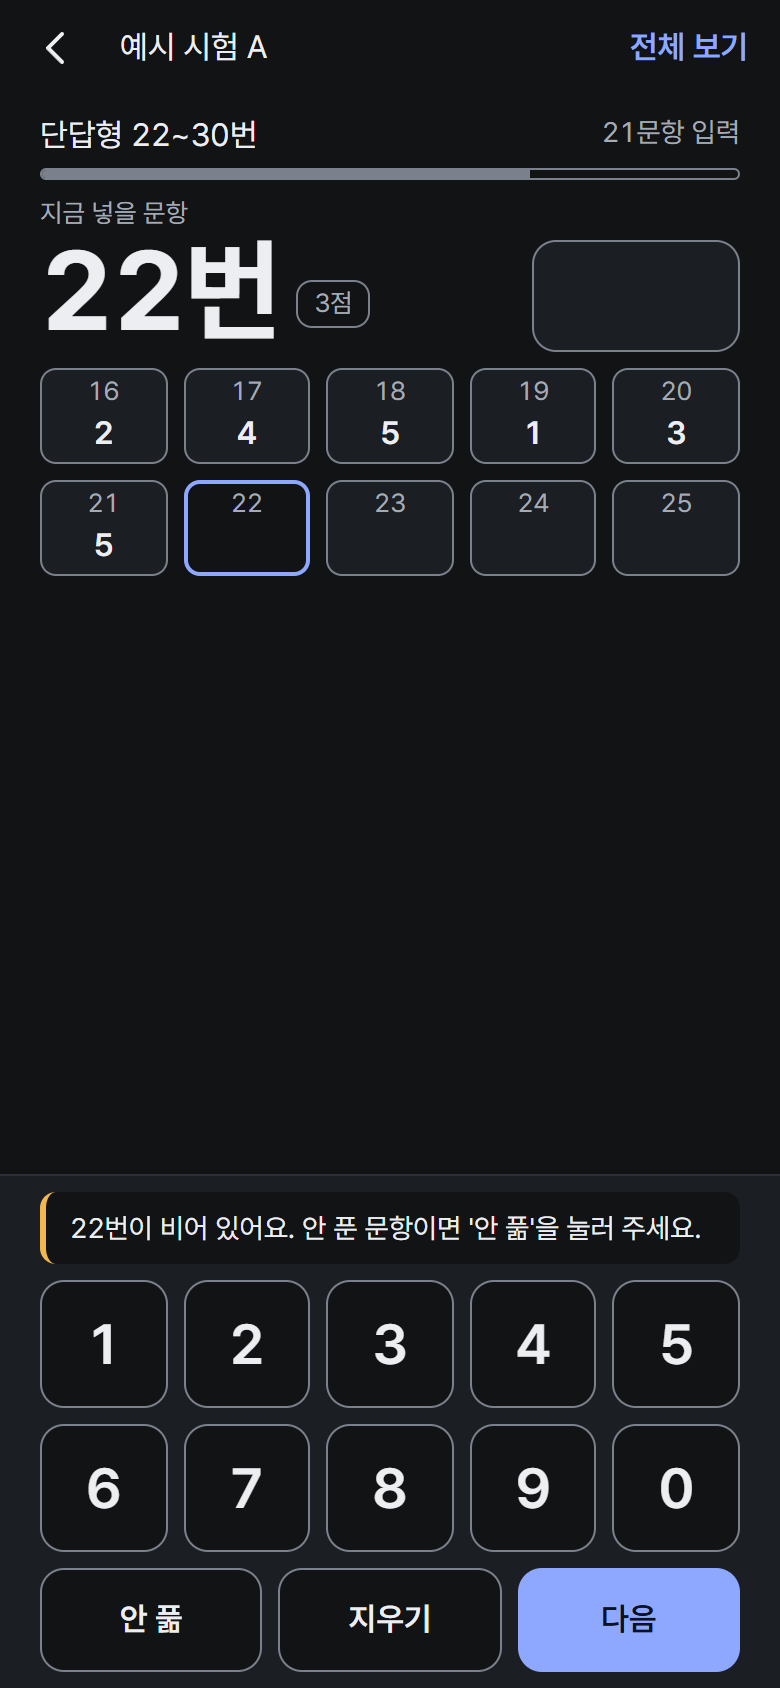 예시 시험 A
전체 보기
단답형 22~30번
21문항 입력
지금 넣을 문항
22번
3점
16 17 18 19 20
2 4 5 1 3
21 22 23 24 25
5
22번이 비어 있어요. 안 푼 문항이면 '안 풂'을 눌러 주세요.
1 2 3 4 5
6 7 8 9 0
안 풂 지우기 다음